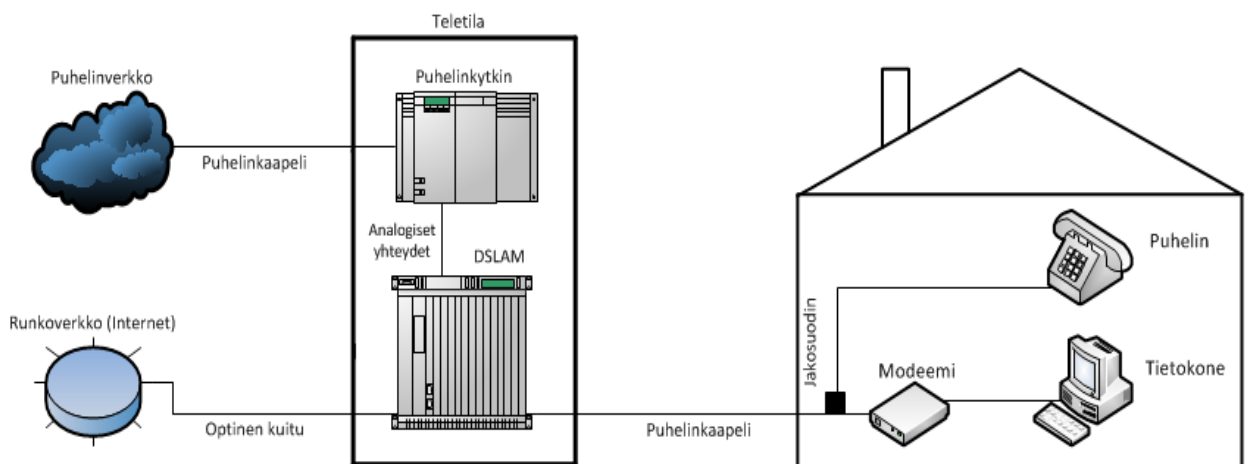 Teletila
Puhelinverkko
Puhelinkytkin
Puhelinkaapeli
Analogiset
yhteydet
DSLAM
Puhelin
Runkoverkko (Internet)
Jakosuodin
Modeemi
Tietokone
Optinen kuitu
Puhelinkaapeli